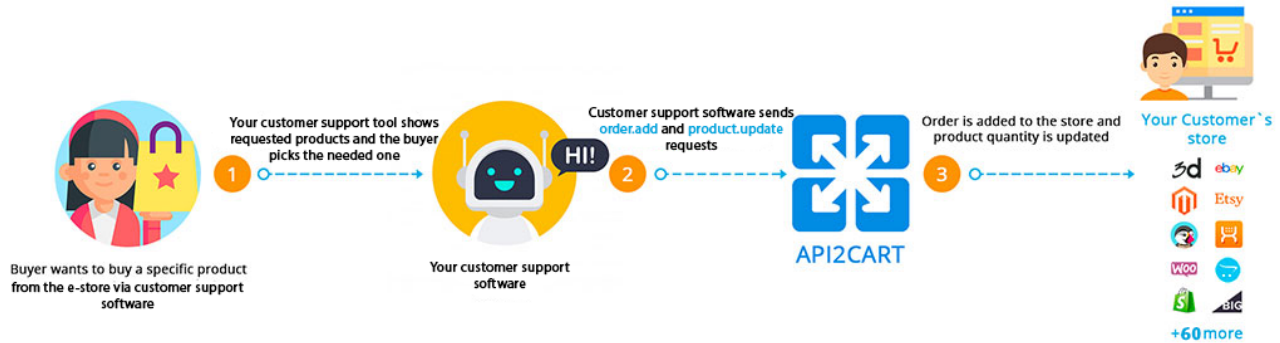 Buyer wants to buy a specific product
from the e-store via customer support
software
Your customer support tool shows
requested products and the buyer
picks the needed one
1
HI!
Your customer support
software
Customer support software sends
order.add and product.update
requests
2
API2CART
Order is added to the store and
product quantity is updated
3
Your Customer`s
store
3d
ebay
Etsy
WOO
BIG
+60 more